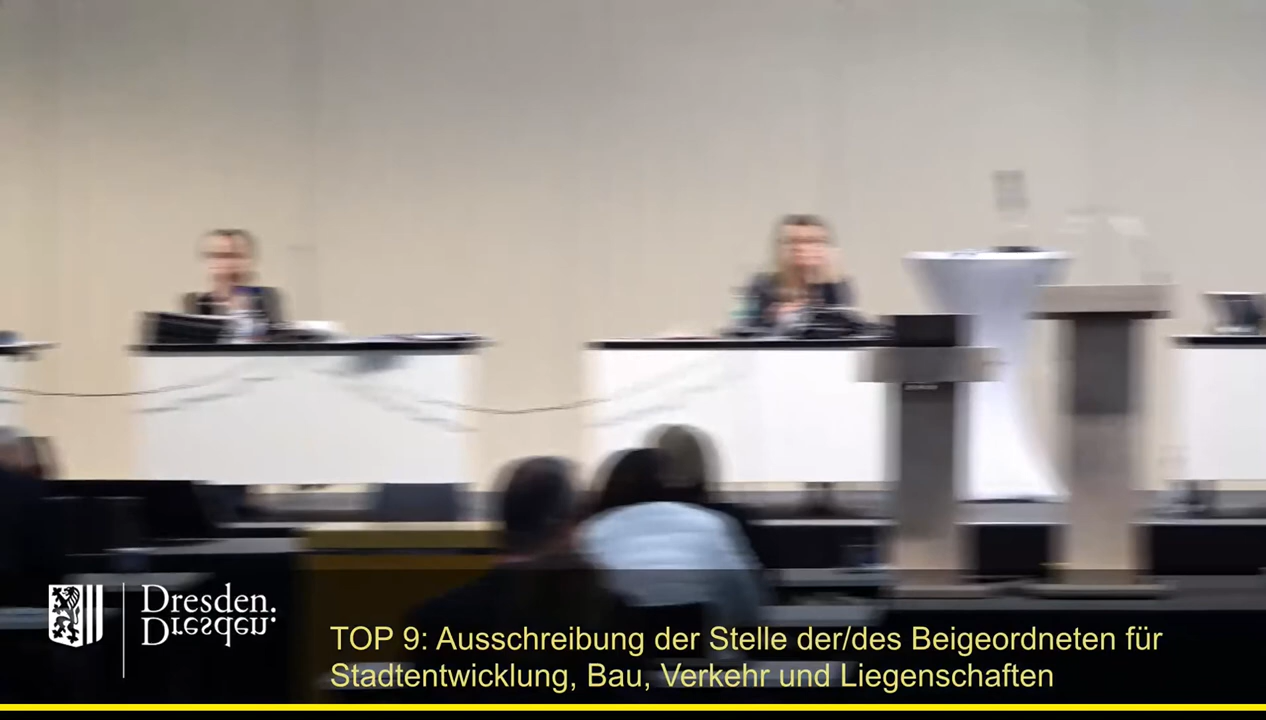 Dresden.
Dresden.
TOP 9: Ausschreibung der Stelle der/des Beigeordneten für
Stadtentwicklung, Bau, Verkehr und Liegenschaften